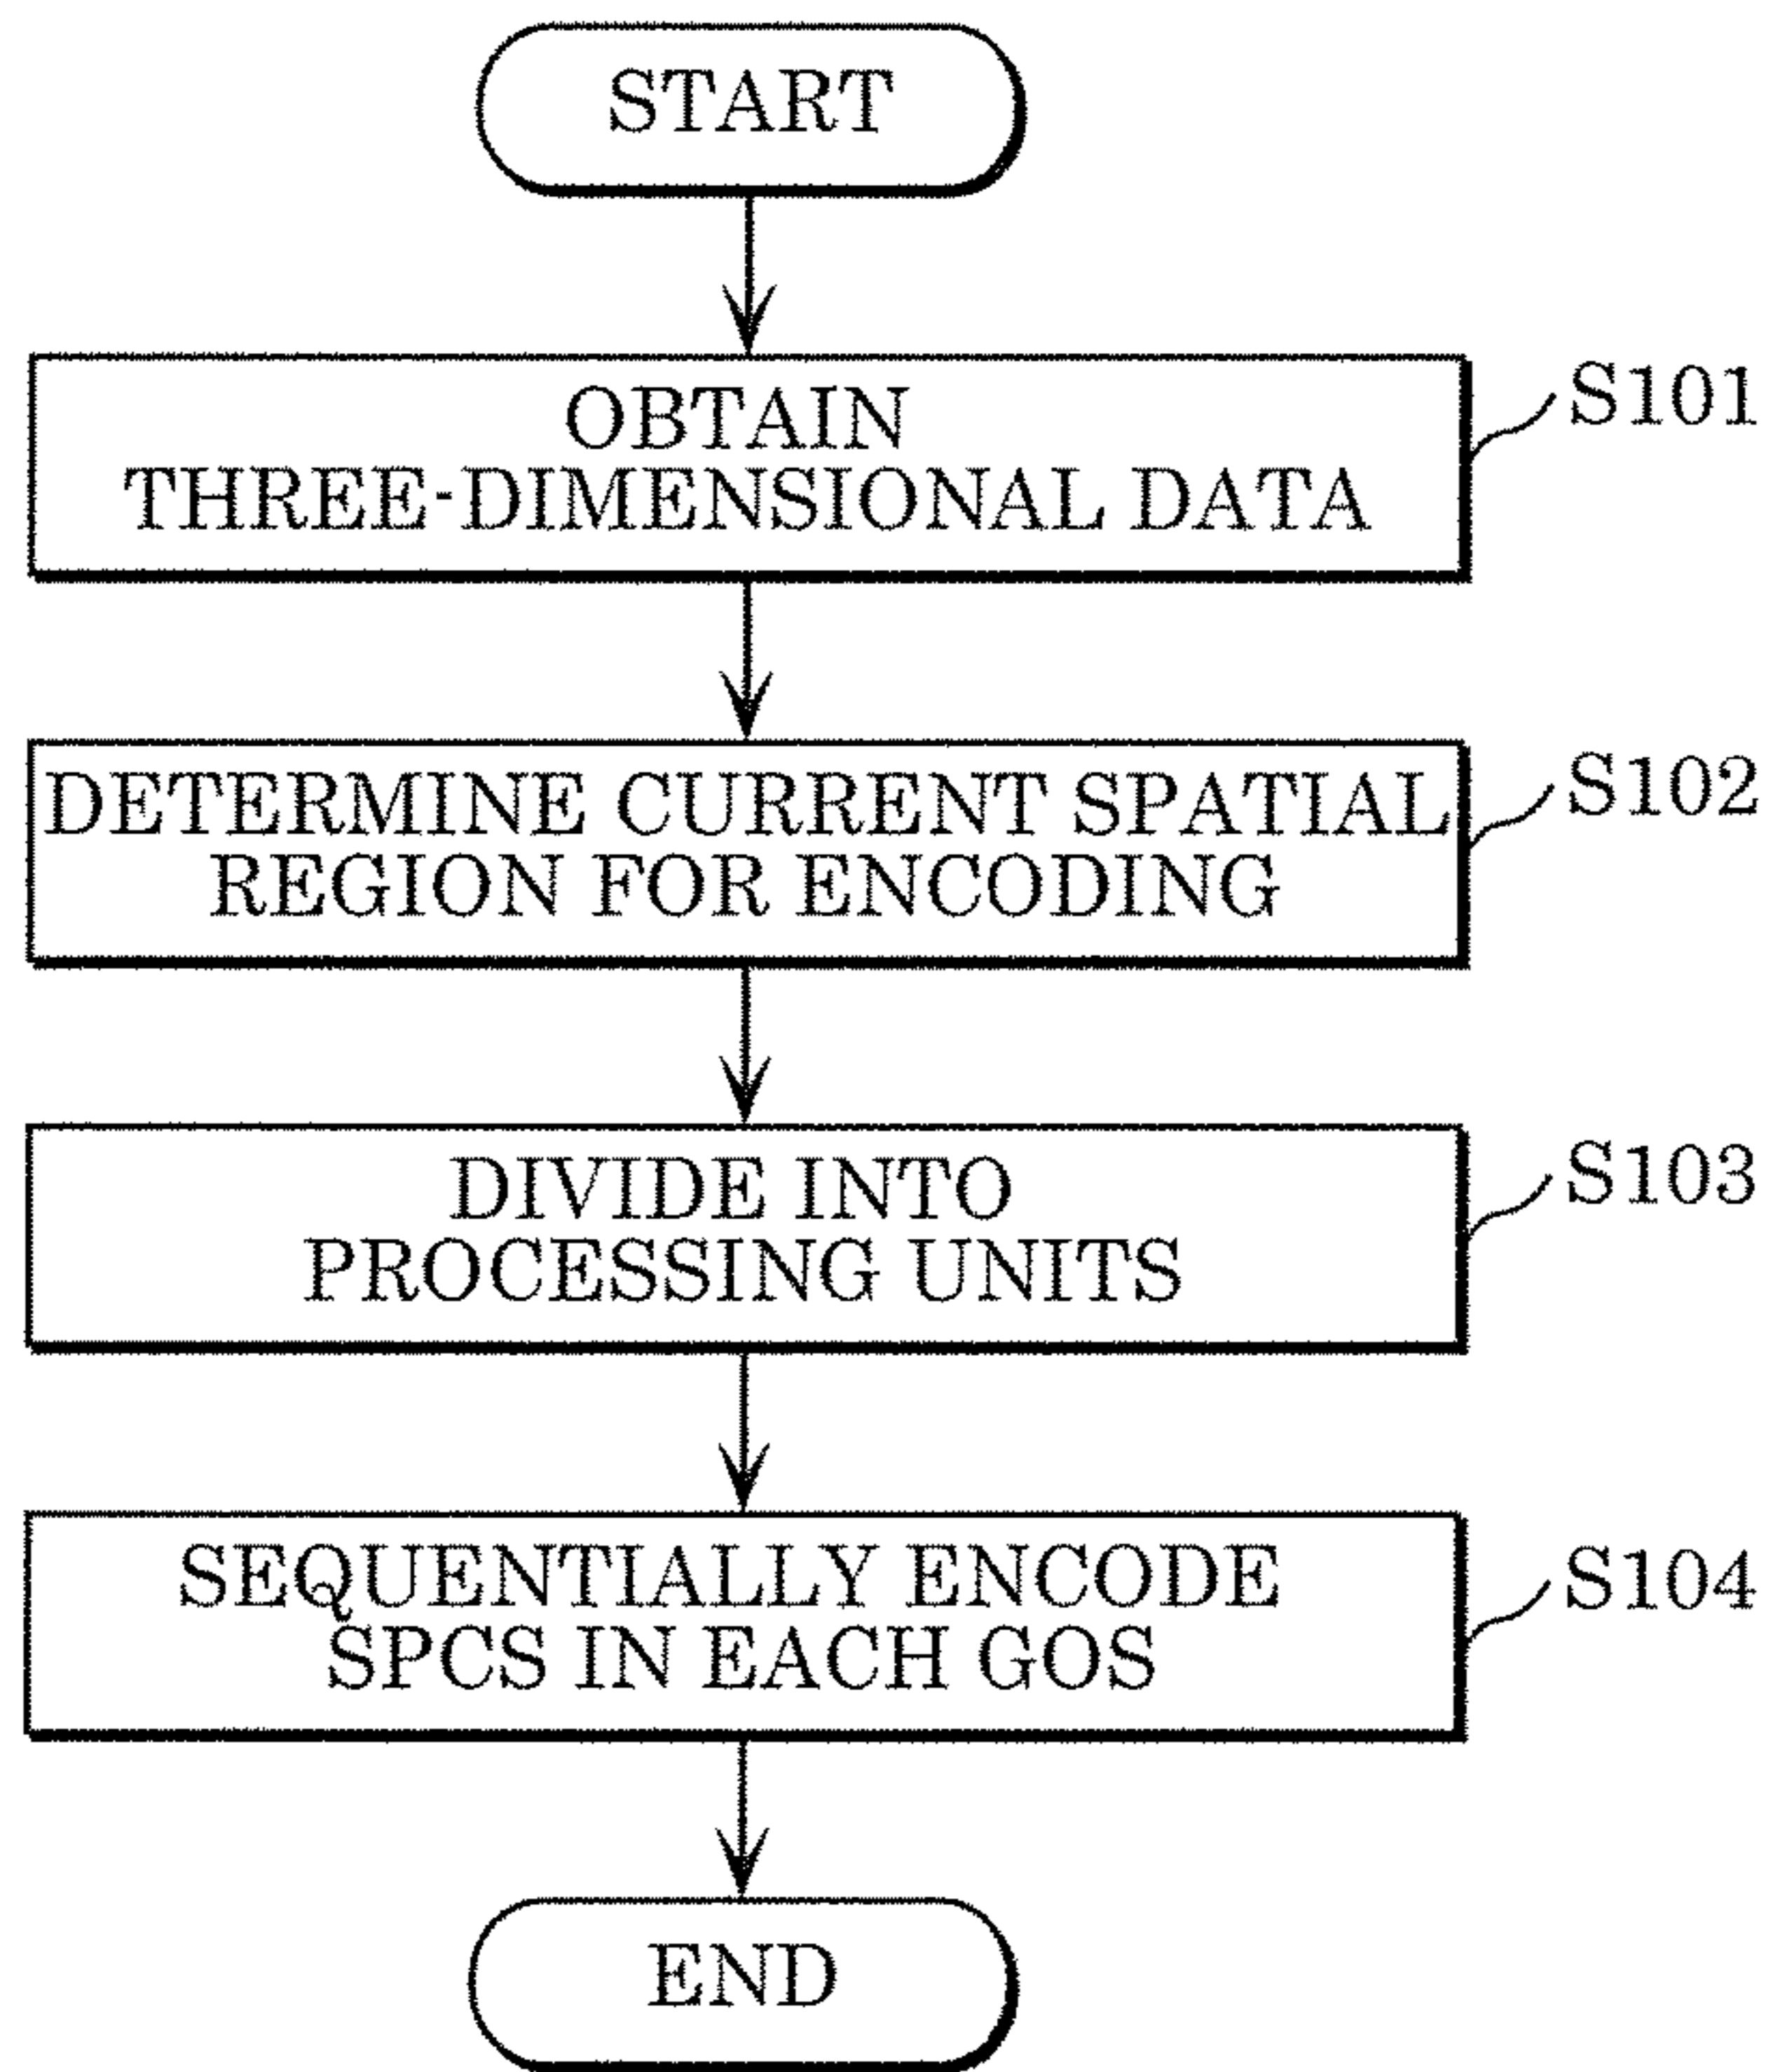 START
OBTAIN
THREE-DIMENSIONAL DATA
S101
DETERMINE CURRENT SPATIAL
REGION FOR ENCODING
S102
DIVIDE INTO
PROCESSING UNITS
S103
SEQUENTIALLY ENCODE
SPCS IN EACH GOS
S104
END